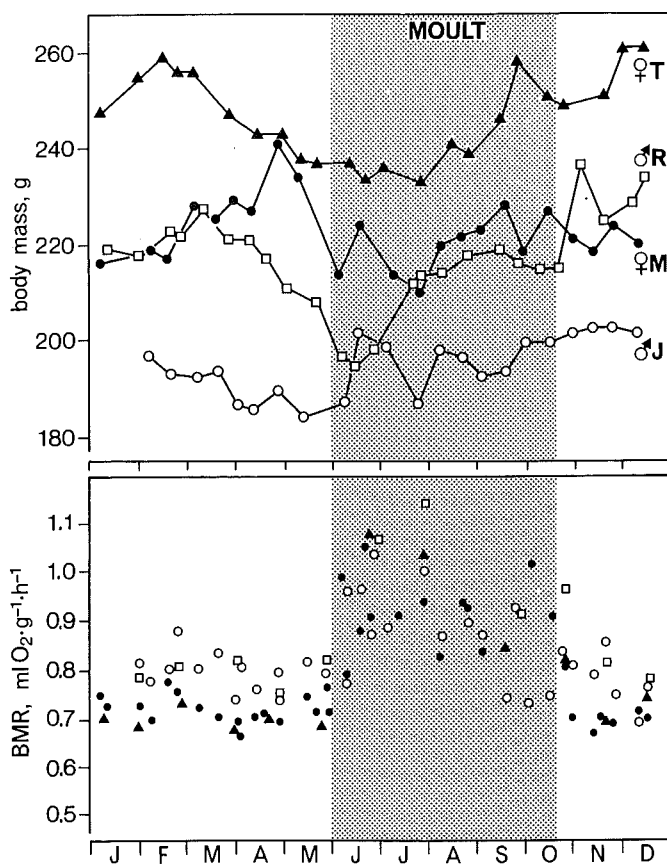 MOULT
260
240
220
200
180
body mass, g
♀T
♂R
♀M
♂J
1.1
1.0
0.9
0.8
0.7
0.6
0.5
BMR, ml O₂·g⁻¹·h⁻¹
J F M A M J J A S O N D